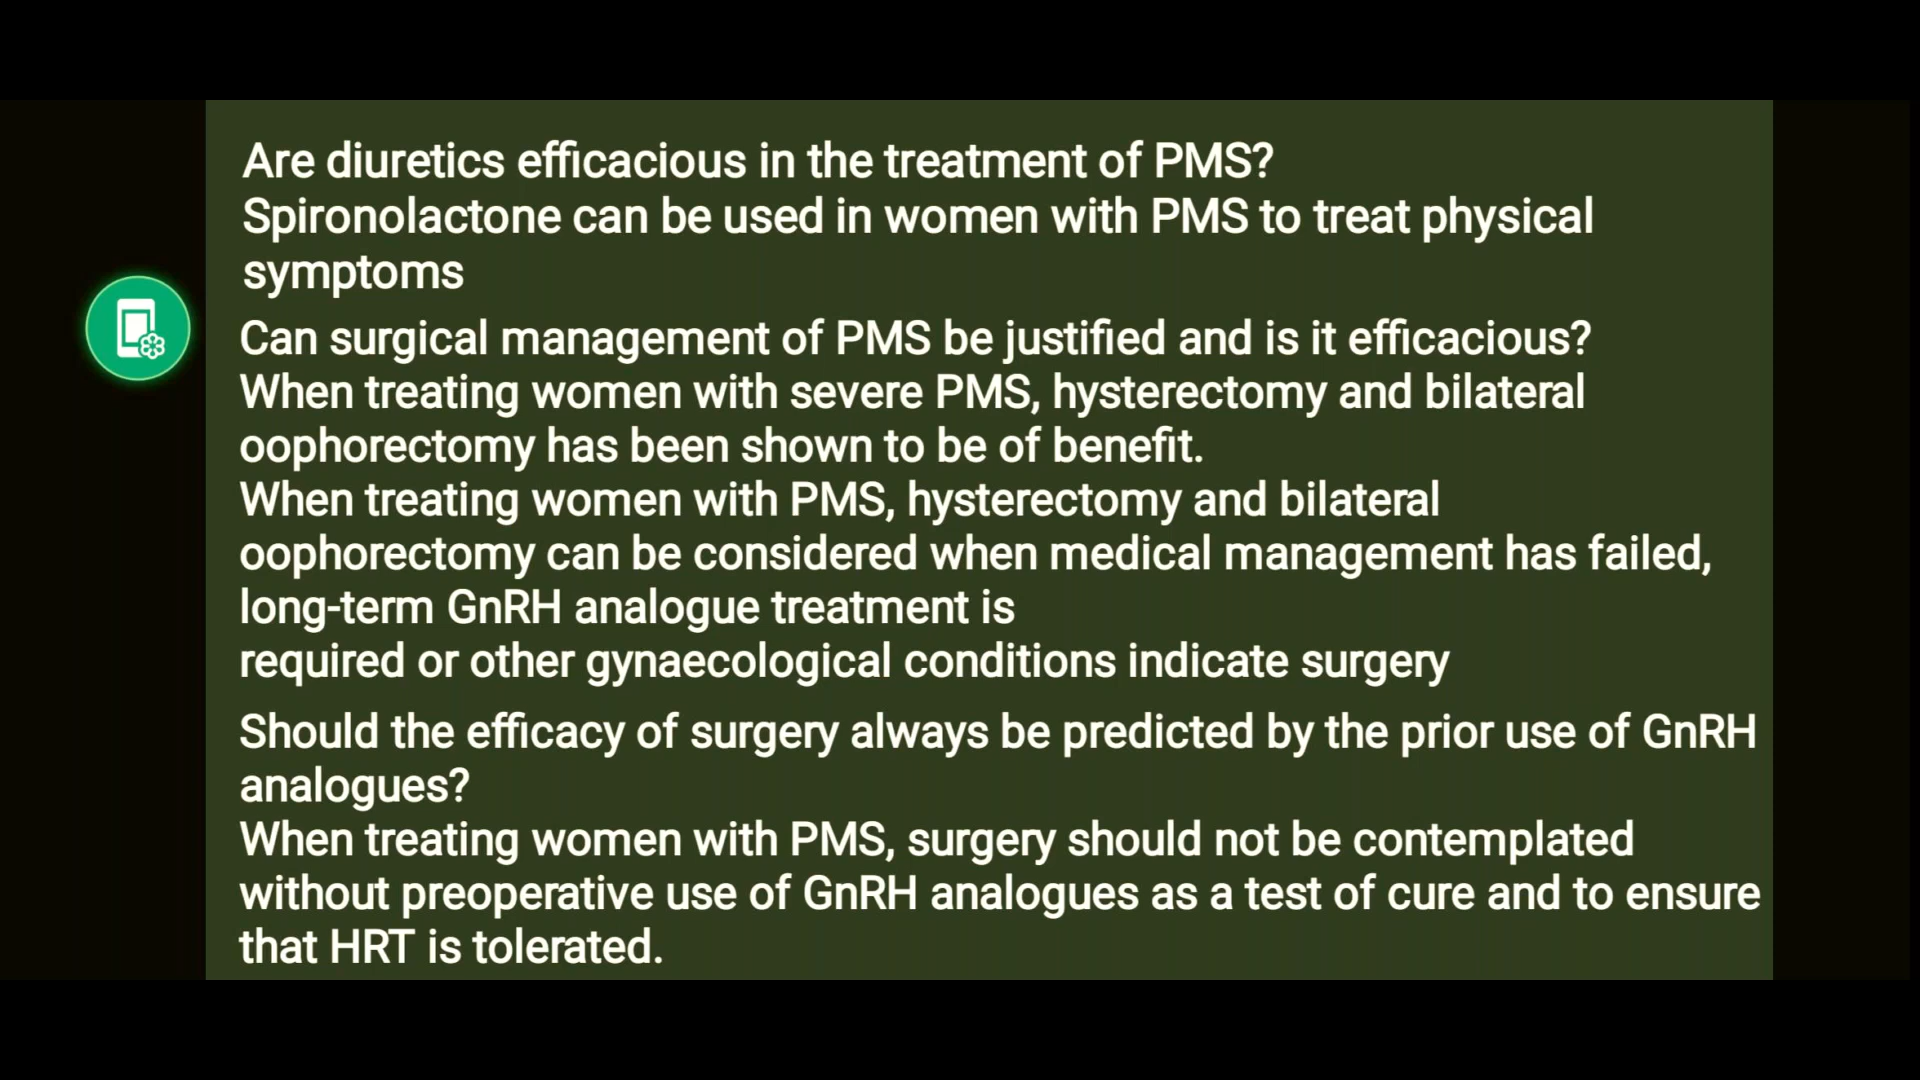 Are diuretics efficacious in the treatment of PMS?
Spironolactone can be used in women with PMS to treat physical
symptoms
Can surgical management of PMS be justified and is it efficacious?
When treating women with severe PMS, hysterectomy and bilateral
oophorectomy has been shown to be of benefit.
When treating women with PMS, hysterectomy and bilateral
oophorectomy can be considered when medical management has failed,
long-term GnRH analogue treatment is
required or other gynaecological conditions indicate surgery
Should the efficacy of surgery always be predicted by the prior use of GnRH
analogues?
When treating women with PMS, surgery should not be contemplated
without preoperative use of GnRH analogues as a test of cure and to ensure
that HRT is tolerated.